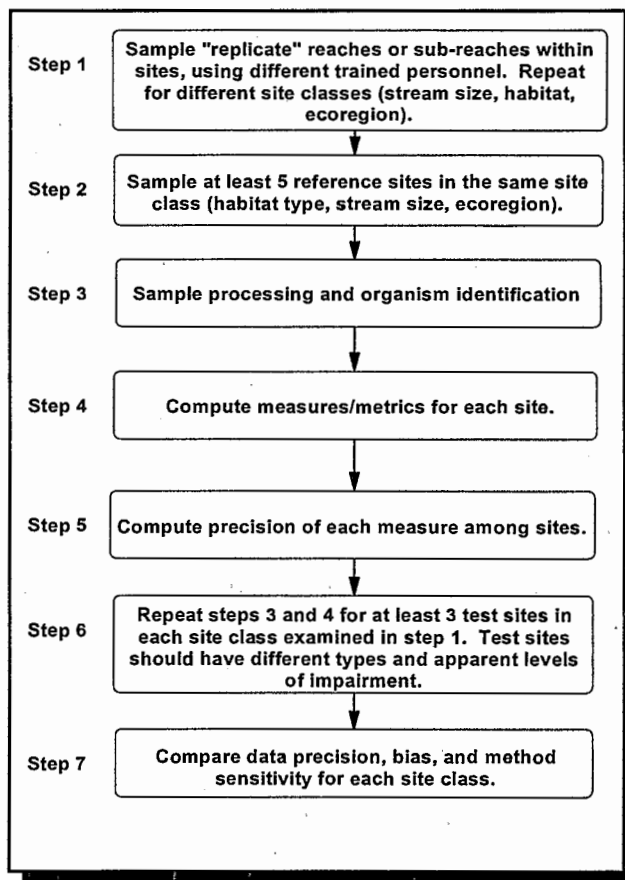 Step 1
Sample "replicate" reaches or sub-reaches within
sites, using different trained personnel. Repeat
for different site classes (stream size, habitat,
ecoregion).
Step 2
Sample at least 5 reference sites in the same site
class (habitat type, stream size, ecoregion).
Step 3
Sample processing and organism identification
Step 4
Compute measures/metrics for each site.
Step 5
Compute precision of each measure among sites.
Step 6
Repeat steps 3 and 4 for at least 3 test sites in
each site class examined in step 1. Test sites
should have different types and apparent levels
of impairment.
Step 7
Compare data precision, bias, and method
sensitivity for each site class.